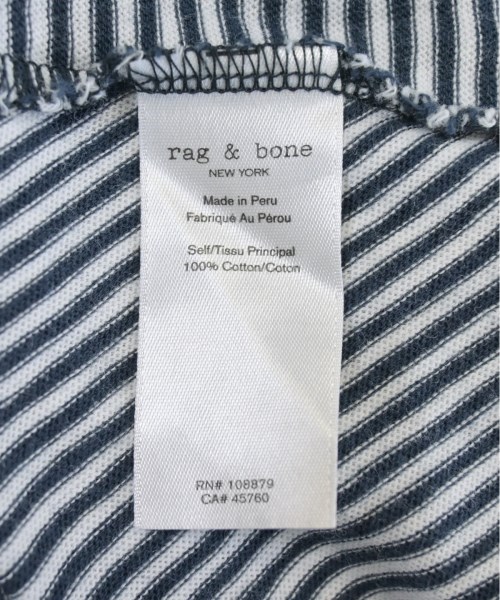 rag & bone
NEW YORK
Made in Peru
Fabriqué Au Pérou
Self/Tissu Principal
100% Cotton/Coton
RN# 108879
CA# 45760